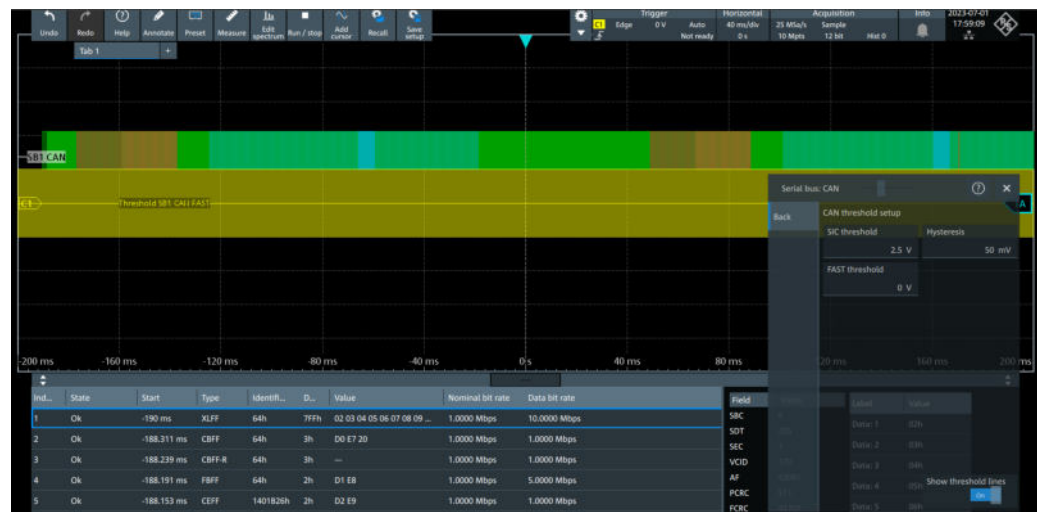 Undo Redo Help Annotate Preset Measure Edit spectrum Run / stop Add cursor Recall Save setup
Trigger Horizontal Acquisition Info 2023-07-01
C1 Edge 0 V Auto 40 ms/div 25 MSa/s Sample 17:59:09
Not ready 0 s 10 Mpts 12 bit Hist 0
Tab 1 +
SB1 CAN
C1 Threshold SB1 CAN FAST
A
Serial bus: CAN
Back
CAN threshold setup
SIC threshold Hysteresis
2.5 V 50 mV
FAST threshold
0 V
-200 ms -160 ms -120 ms -80 ms -40 ms 0 s 40 ms 80 ms 120 ms 160 ms 200 ms
Ind... State Start Type Identifi... D... Value Nominal bit rate Data bit rate
1 Ok -190 ms XLFF 64h 7FFh 02 03 04 05 06 07 08 09 ... 1.0000 Mbps 10.0000 Mbps
2 Ok -188.311 ms CBFF 64h 3h D0 E7 20 1.0000 Mbps 1.0000 Mbps
3 Ok -188.239 ms CBFF-R 64h 3h — 1.0000 Mbps 1.0000 Mbps
4 Ok -188.191 ms FBFF 64h 2h D1 E8 1.0000 Mbps 5.0000 Mbps
5 Ok -188.153 ms CEFF 1401B26h 2h D2 E9 1.0000 Mbps 1.0000 Mbps
Field Label Value
SBC Data: 1 02h
SDT Data: 2 03h
SEC Data: 3 04h
VCID
AF Data: 4 05h
PCRC
FCRC Data: 5 06h
Show threshold lines
On